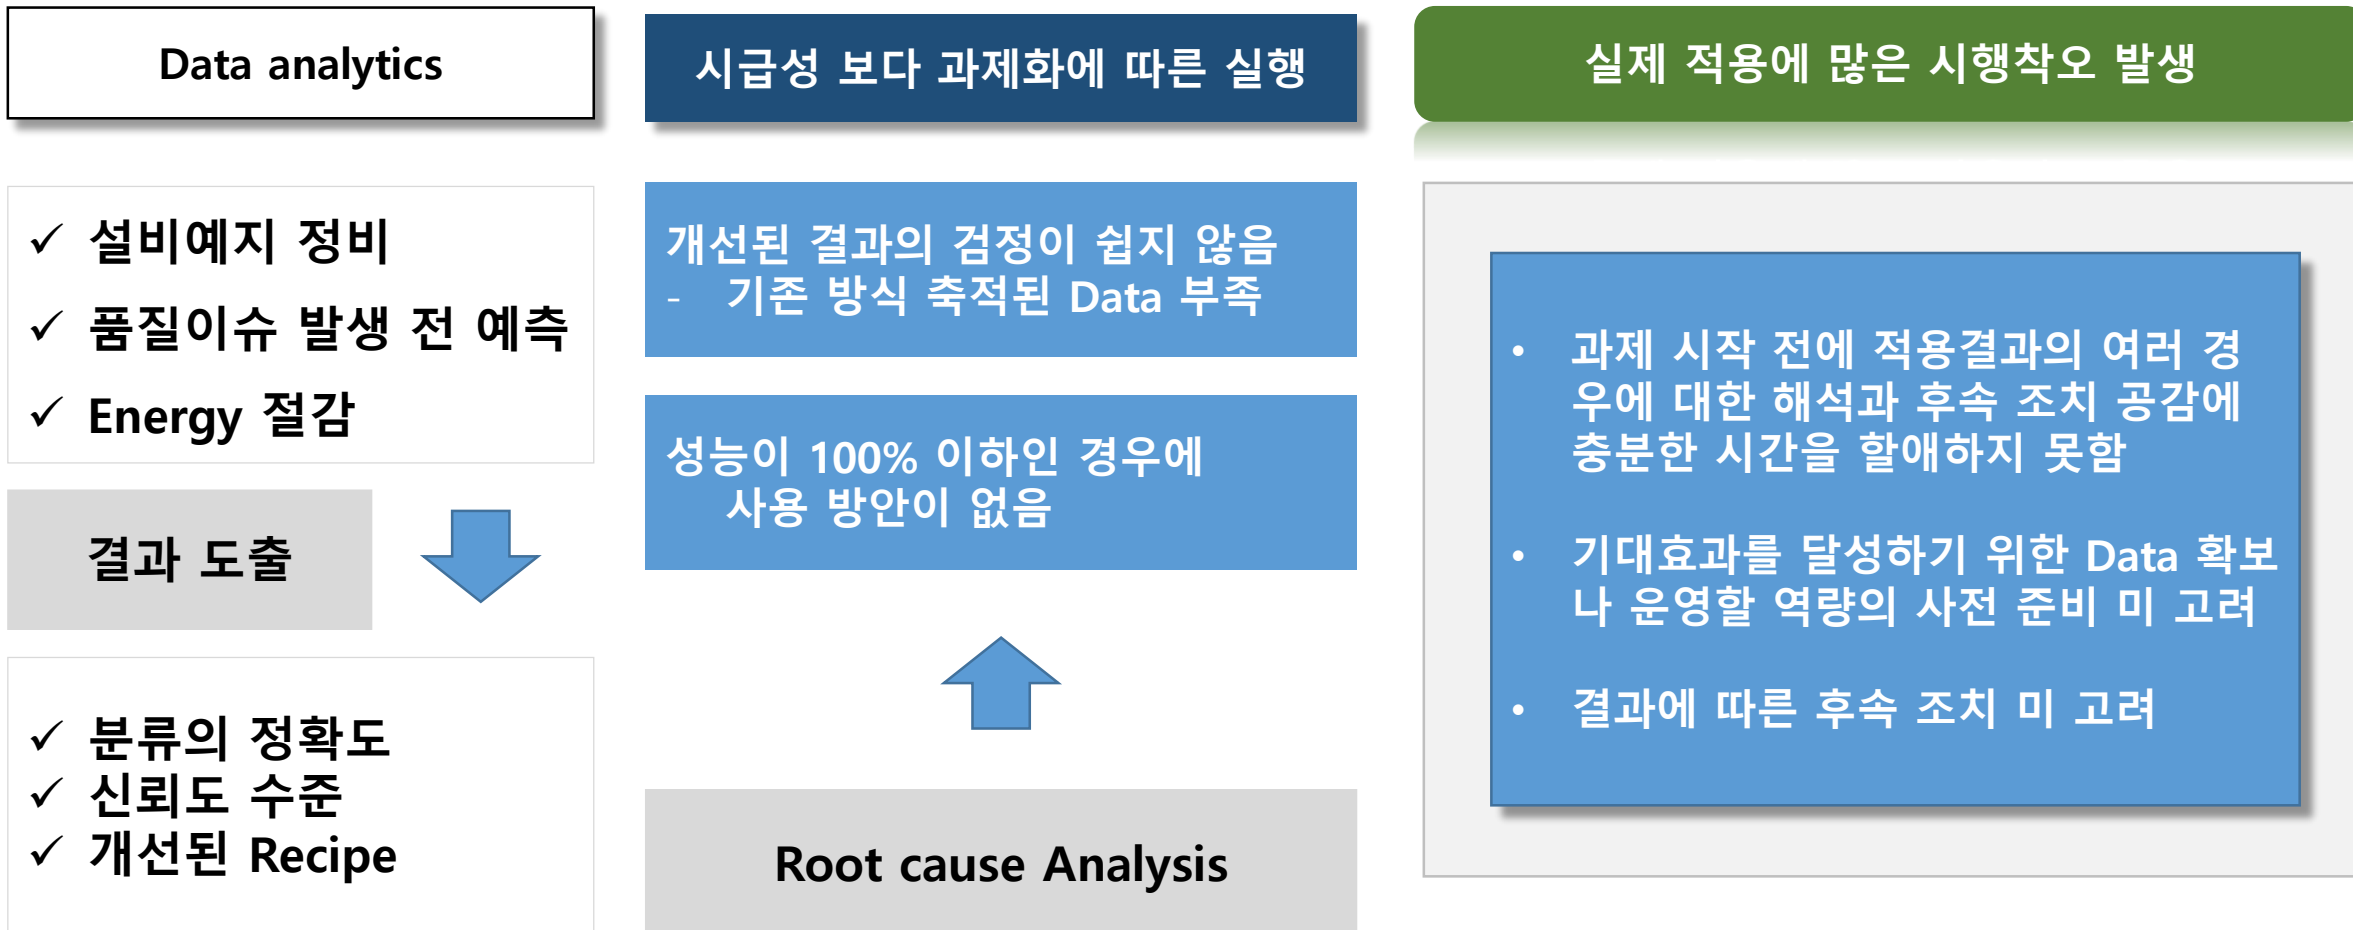 Data analytics
✓ 설비예지 정비
✓ 품질이슈 발생 전 예측
✓ Energy 절감
결과 도출
✓ 분류의 정확도
✓ 신뢰도 수준
✓ 개선된 Recipe
시급성 보다 과제화에 따른 실행
개선된 결과의 검정이 쉽지 않음
- 기존 방식 축적된 Data 부족
성능이 100% 이하인 경우에
사용 방안이 없음
Root cause Analysis
실제 적용에 많은 시행착오 발생
• 과제 시작 전에 적용결과의 여러 경
우에 대한 해석과 후속 조치 공감에
충분한 시간을 할애하지 못함
• 기대효과를 달성하기 위한 Data 확보
나 운영할 역량의 사전 준비 미 고려
• 결과에 따른 후속 조치 미 고려